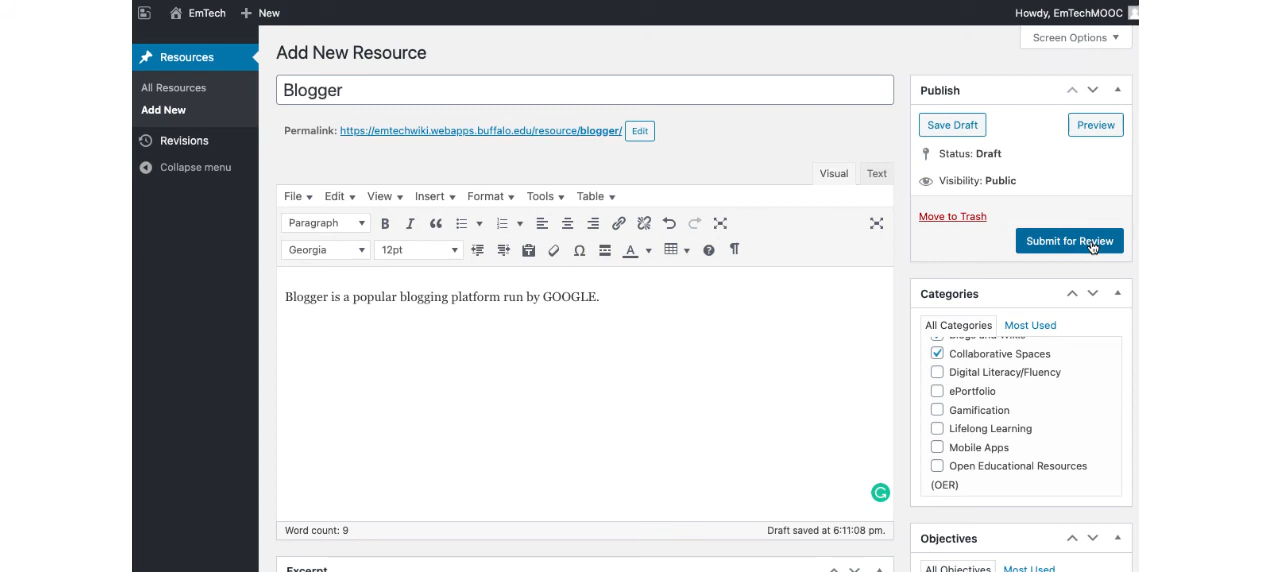 EmTech
New
Howdy, EmTechMOOC
Screen Options
Resources
All Resources
Add New
Revisions
Collapse menu
Add New Resource
Blogger
Permalink: https://emtechwiki.webapps.buffalo.edu/resource/blogger/ Edit
Visual Text
File Edit View Insert Format Tools Table
Paragraph
Georgia 12pt
Blogger is a popular blogging platform run by GOOGLE.
Word count: 9 Draft saved at 6:11:08 pm.
Excerpt
Publish
Save Draft Preview
Status: Draft
Visibility: Public
Move to Trash
Submit for Review
Categories
All Categories Most Used
Blogs and Wikis
Collaborative Spaces
Digital Literacy/Fluency
ePortfolio
Gamification
Lifelong Learning
Mobile Apps
Open Educational Resources
(OER)
Objectives
All Objectives Most Used